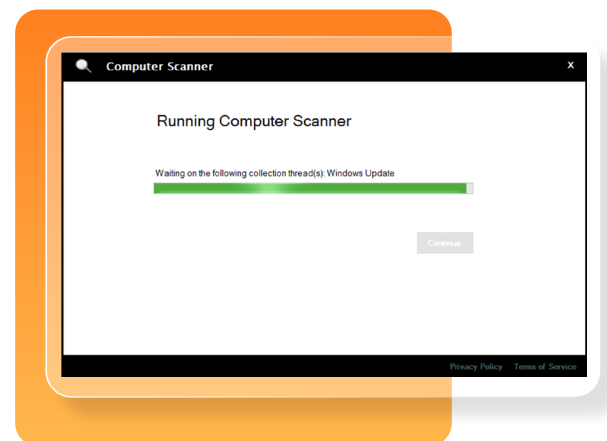 Computer Scanner x
Running Computer Scanner
Waiting on the following collection thread(s): Windows Update
Continue
Privacy Policy Terms of Service